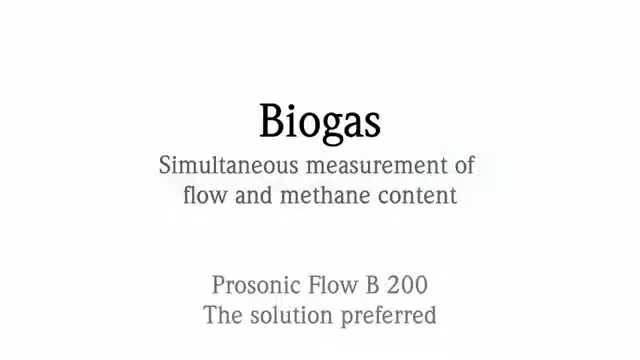 Biogas
Simultaneous measurement of
flow and methane content
Prosonic Flow B 200
The solution preferred